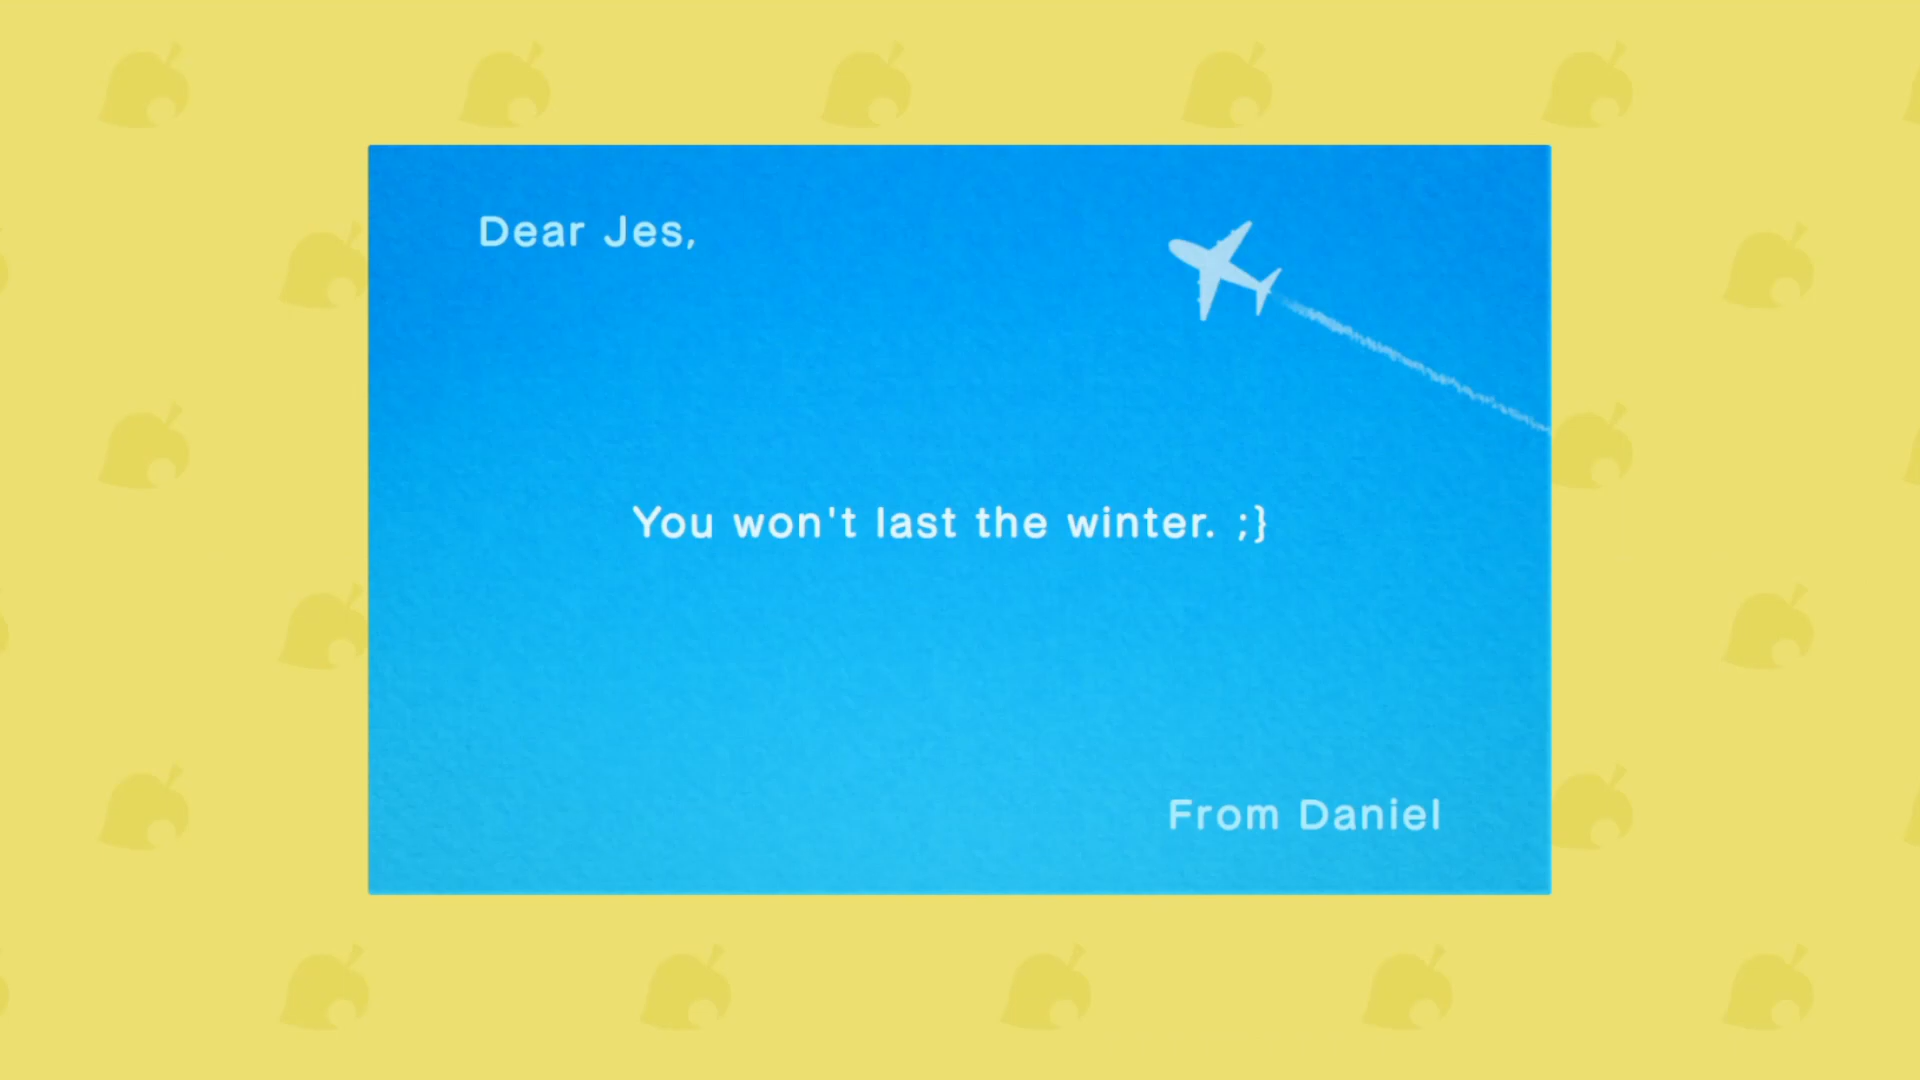 Dear Jes,
You won't last the winter. ;}
From Daniel